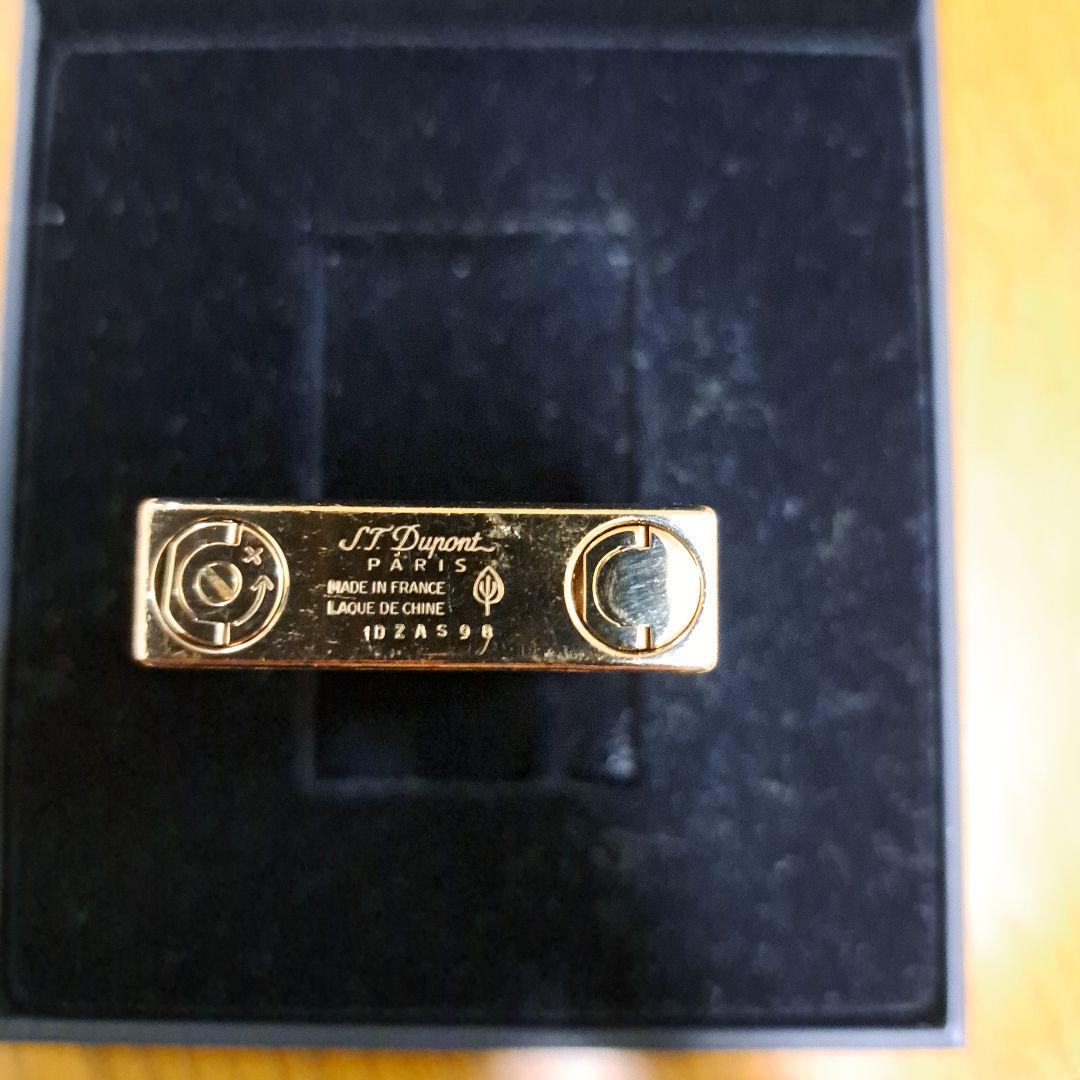 S.T. Dupont
PARIS
MADE IN FRANCE
LAQUE DE CHINE
1DZAS98